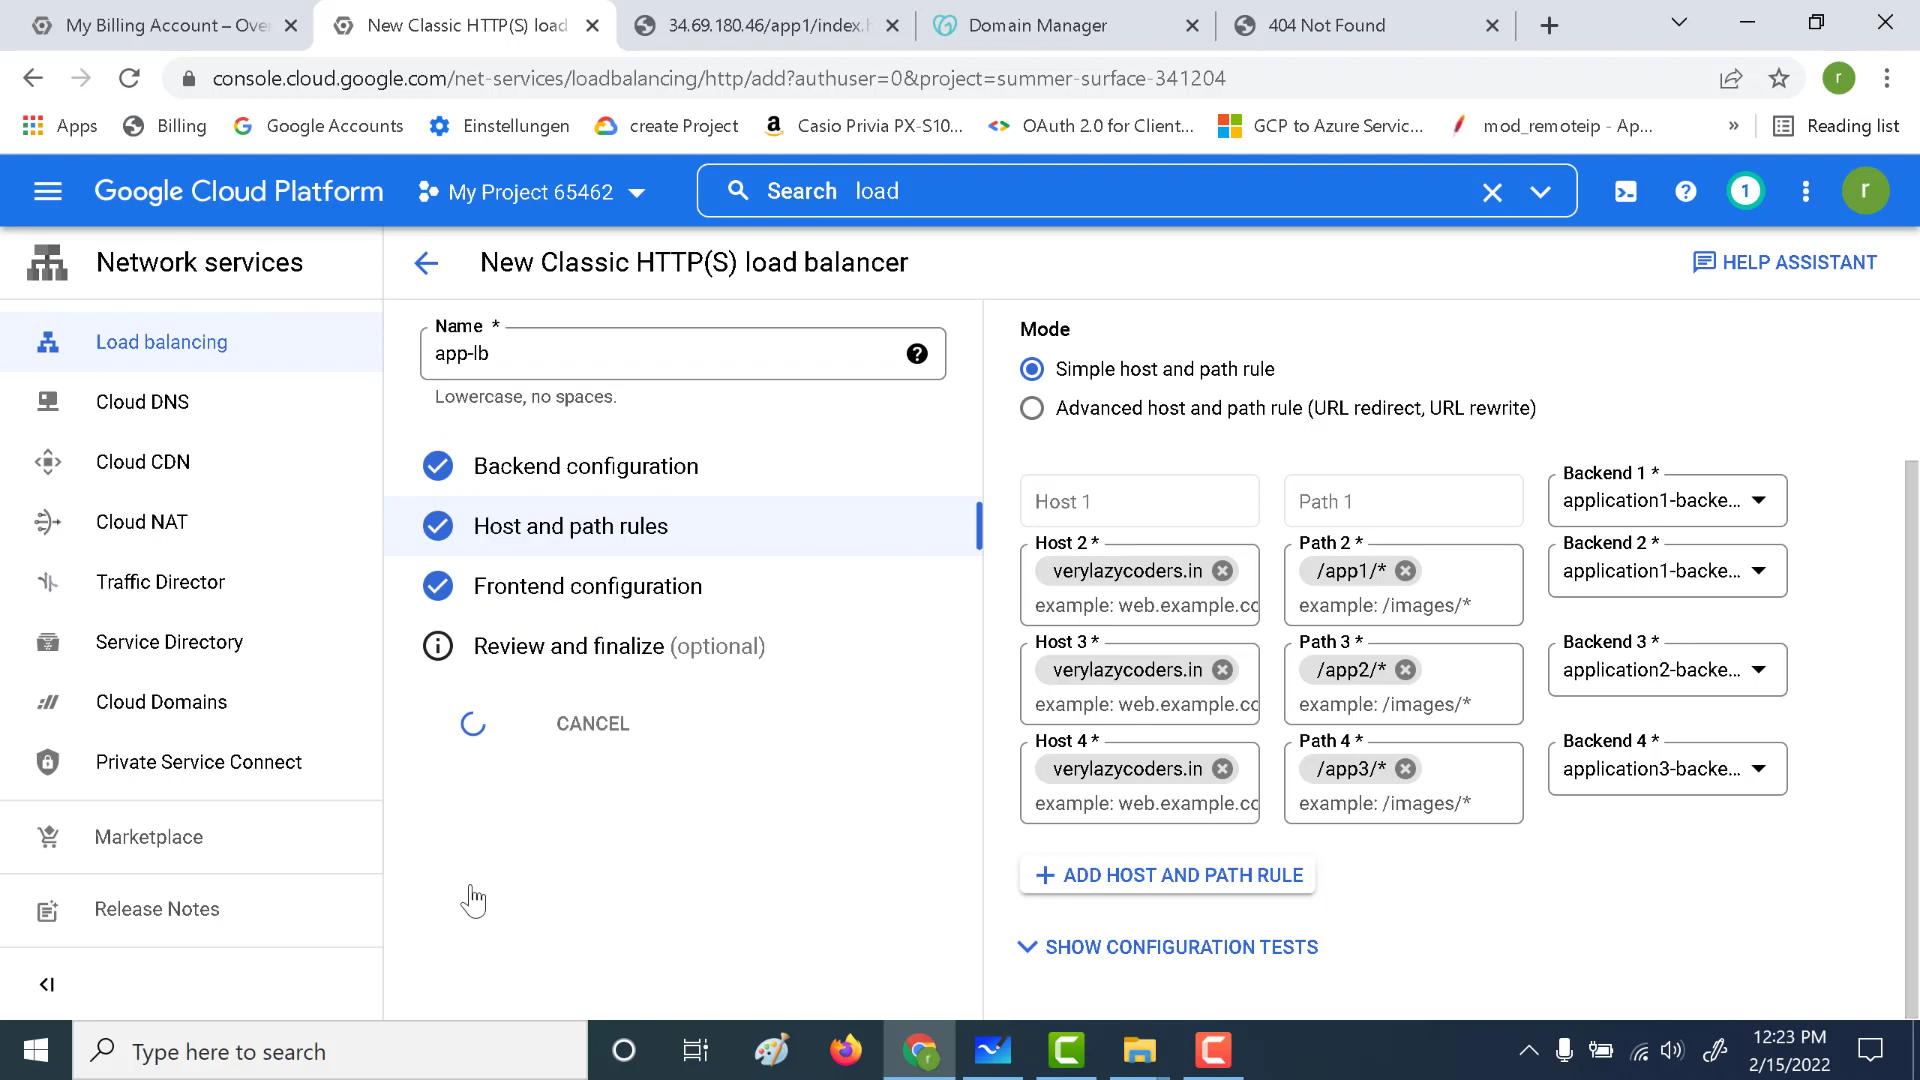 My Billing Account – Over
New Classic HTTP(S) load
34.69.180.46/app1/index.h
Domain Manager
404 Not Found
console.cloud.google.com/net-services/loadbalancing/http/add?authuser=0&project=summer-surface-341204
r
Apps
Billing
Google Accounts
Einstellungen
create Project
Casio Privia PX-S10...
OAuth 2.0 for Client...
GCP to Azure Servic...
mod_remoteip - Ap...
»
Reading list
Google Cloud Platform
My Project 65462
Search load
1
r
Network services
New Classic HTTP(S) load balancer
HELP ASSISTANT
Load balancing
Cloud DNS
Cloud CDN
Cloud NAT
Traffic Director
Service Directory
Cloud Domains
Private Service Connect
Marketplace
Release Notes
Name *
app-lb
Lowercase, no spaces.
Backend configuration
Host and path rules
Frontend configuration
Review and finalize (optional)
CANCEL
Mode
Simple host and path rule
Advanced host and path rule (URL redirect, URL rewrite)
Host 1
Path 1
Backend 1 *
application1-backe...
Host 2 *
verylazycoders.in
example: web.example.co
Path 2 *
/app1/*
example: /images/*
Backend 2 *
application1-backe...
Host 3 *
verylazycoders.in
example: web.example.co
Path 3 *
/app2/*
example: /images/*
Backend 3 *
application2-backe...
Host 4 *
verylazycoders.in
example: web.example.co
Path 4 *
/app3/*
example: /images/*
Backend 4 *
application3-backe...
ADD HOST AND PATH RULE
SHOW CONFIGURATION TESTS
Type here to search
12:23 PM
2/15/2022